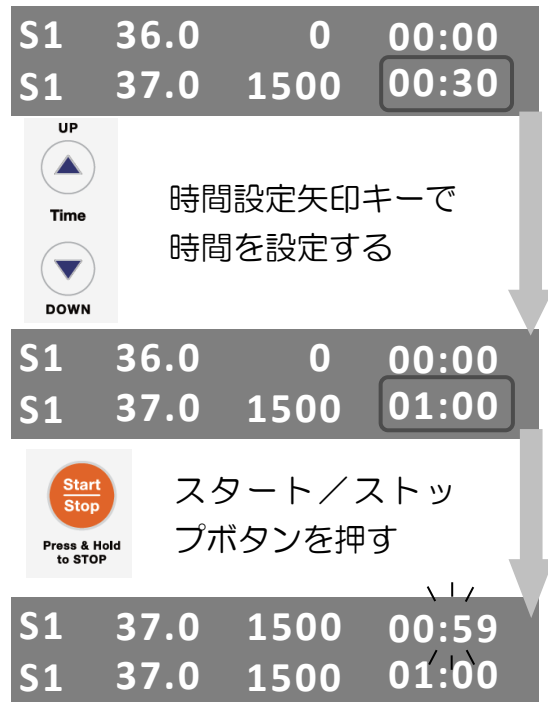 S1 36.0 0 00:00
S1 37.0 1500 00:30
UP
Time
DOWN
時間設定矢印キーで
時間を設定する
S1 36.0 0 00:00
S1 37.0 1500 01:00
Start
Stop
Press & Hold
to STOP
スタート／ストッ
プボタンを押す
S1 37.0 1500 00:59
S1 37.0 1500 01:00